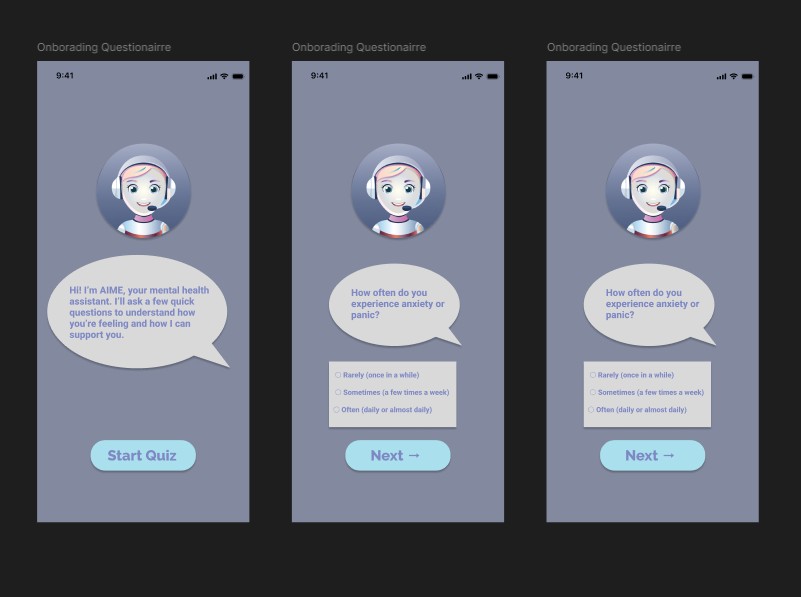 Onborading Questionairre
9:41
Hi! I'm AIME, your mental health
assistant. I'll ask a few quick
questions to understand how
you're feeling and how I can
support you.
Start Quiz
Onborading Questionairre
9:41
How often do you
experience anxiety or
panic?
Rarely (once in a while)
Sometimes (a few times a week)
Often (daily or almost daily)
Next →
Onborading Questionairre
9:41
How often do you
experience anxiety or
panic?
Rarely (once in a while)
Sometimes (a few times a week)
Often (daily or almost daily)
Next →